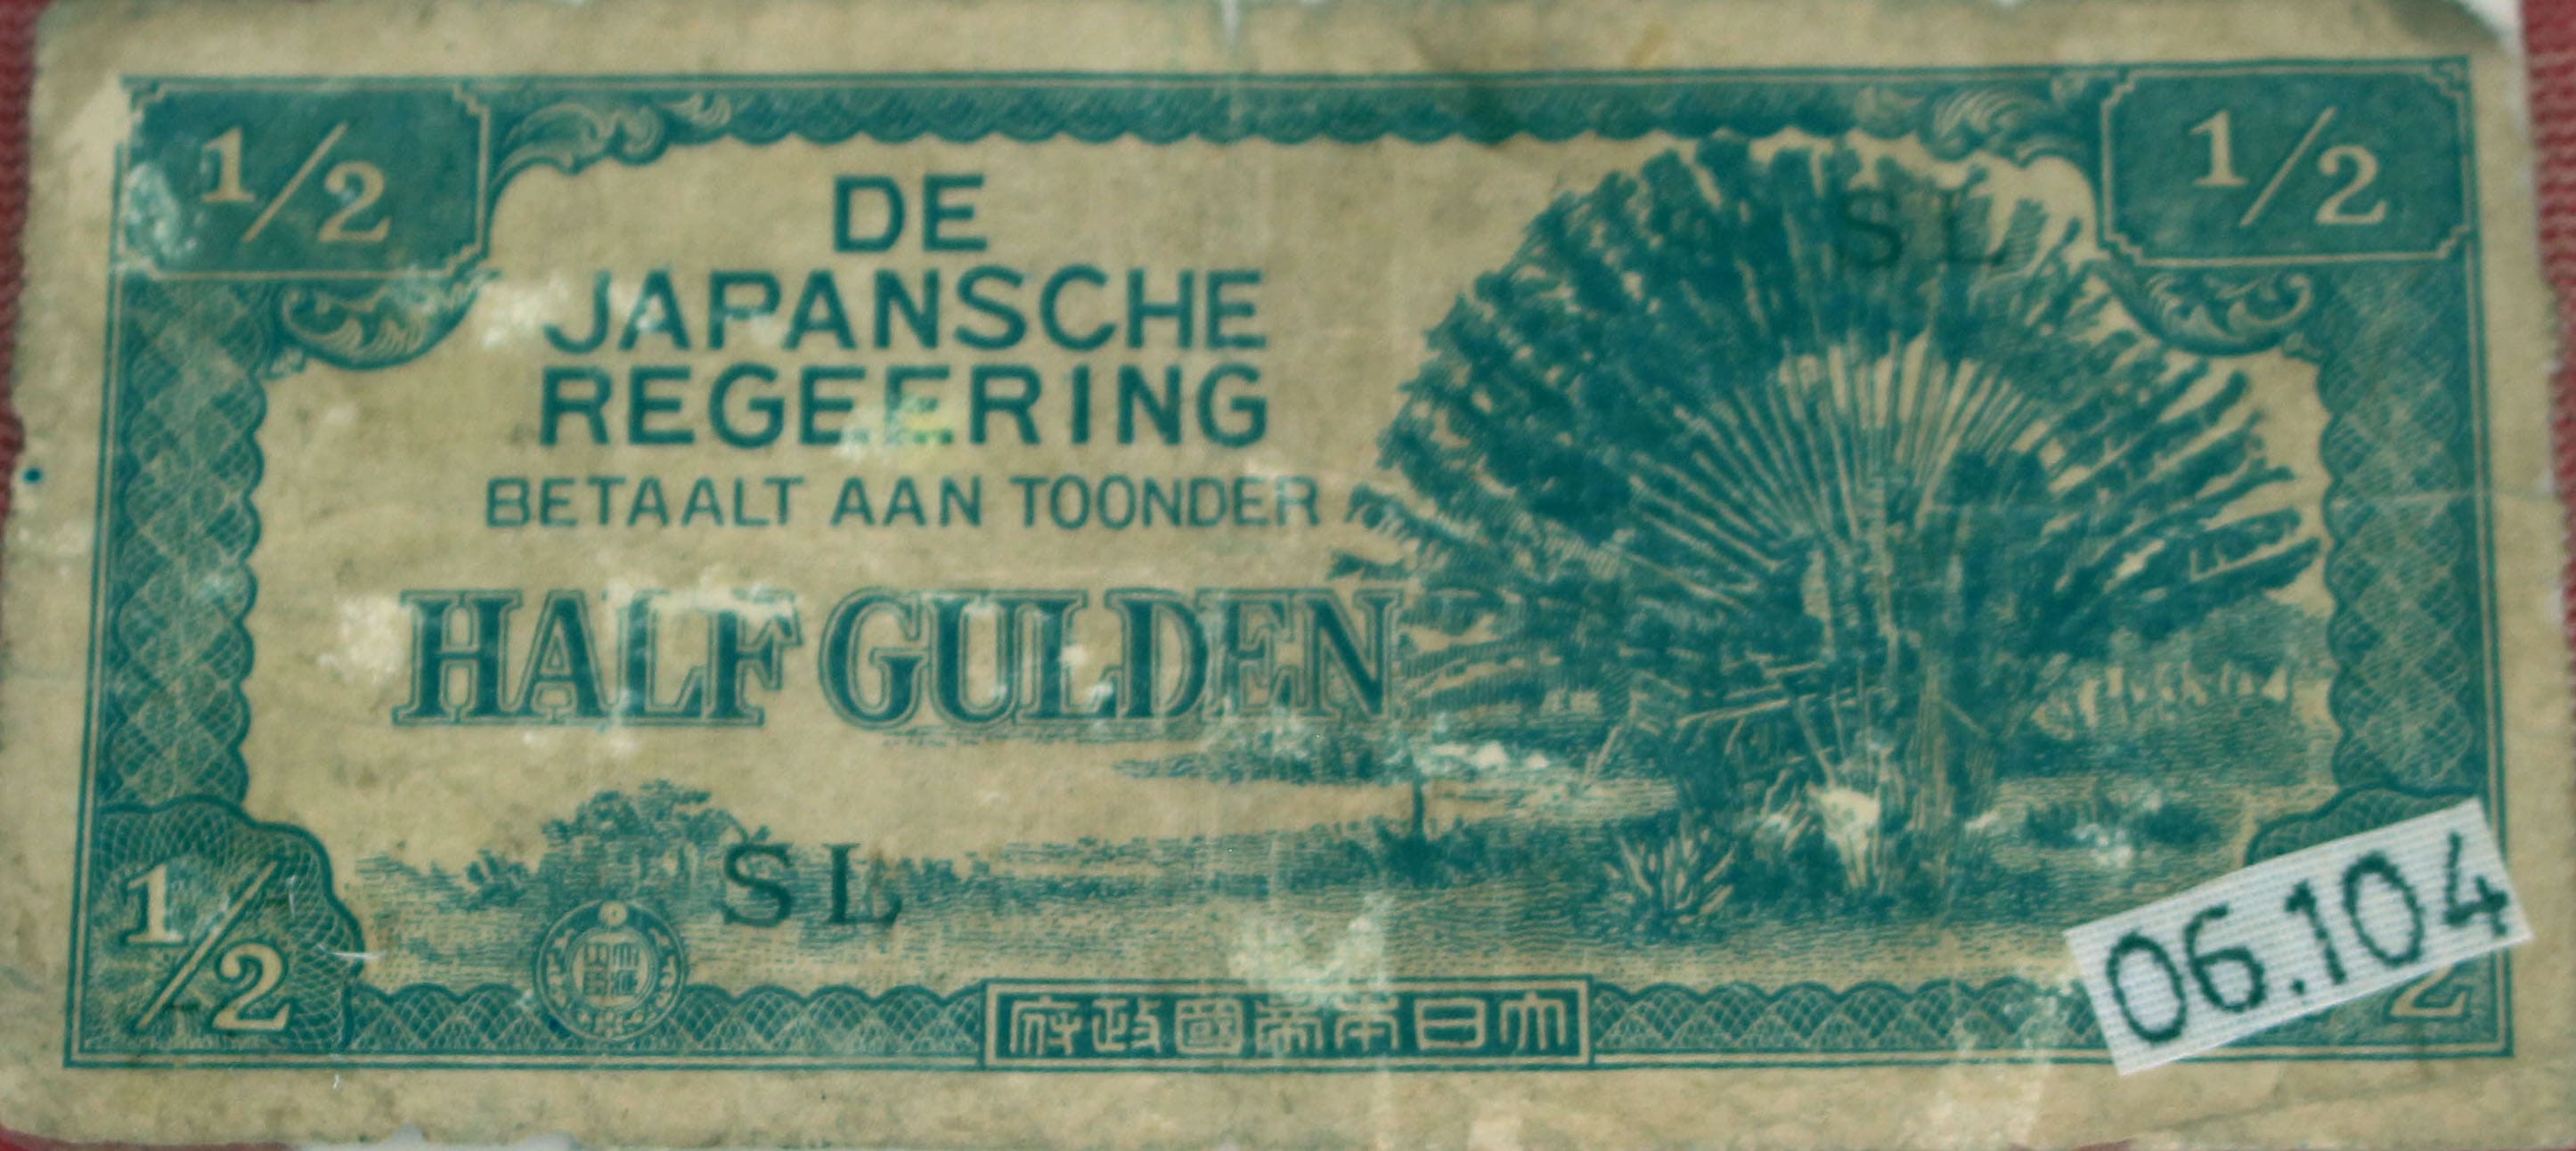 1/2
1/2
DE
JAPANSCHE
REGEERING
BETAALT AAN TOONDER
HALF GULDEN
SL
SL
1/2
06.104
2
府政國帝本日大